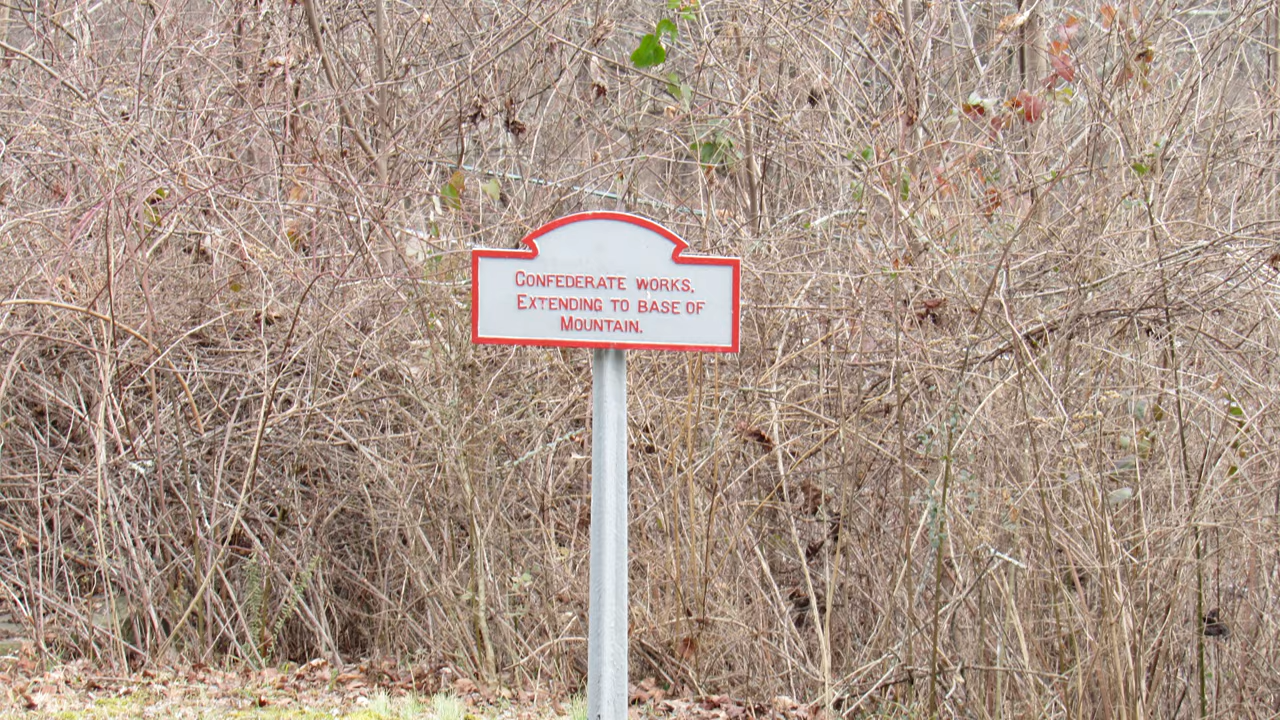 CONFEDERATE WORKS,
EXTENDING TO BASE OF
MOUNTAIN.